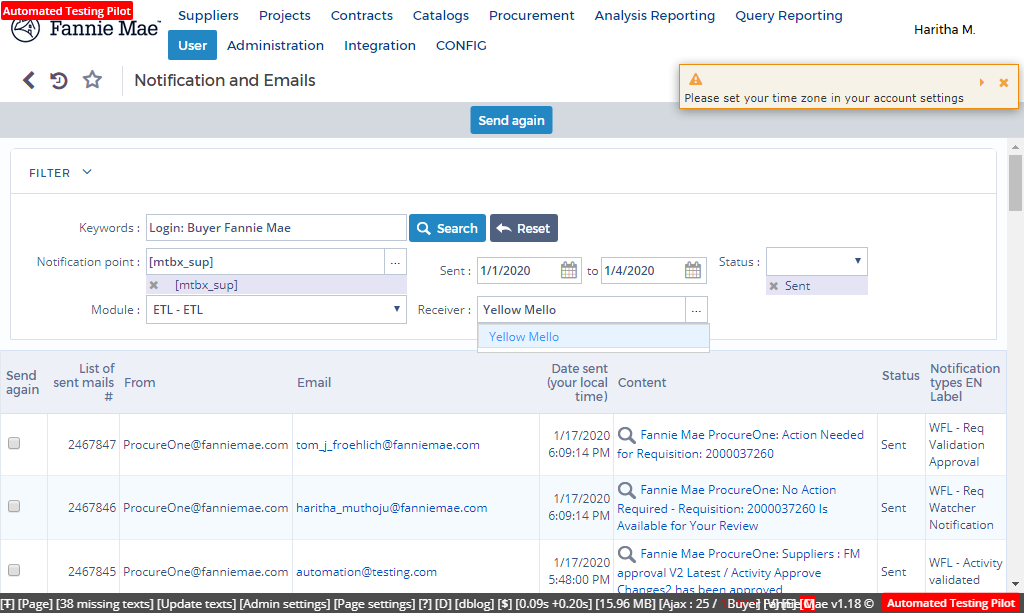 Automated Testing Pilot
Fannie Mae
Suppliers Projects Contracts Catalogs Procurement Analysis Reporting Query Reporting
User Administration Integration CONFIG
Haritha M.
Notification and Emails
Please set your time zone in your account settings
Send again
FILTER
Keywords : Login: Buyer Fannie Mae Search Reset
Notification point : [mtbx_sup] ...
[mtbx_sup]
Sent : 1/1/2020 to 1/4/2020
Status :
Sent
Module : ETL - ETL Receiver : Yellow Mello ...
Yellow Mello
Send again
List of sent mails #
From
Email
Date sent (your local time)
Content
Status
Notification types EN Label
2467847 ProcureOne@fanniemae.com tom_j_froehlich@fanniemae.com
1/17/2020
6:09:14 PM
Fannie Mae ProcureOne: Action Needed
for Requisition: 2000037260
Sent
WFL - Req
Validation
Approval
2467846 ProcureOne@fanniemae.com haritha_muthoju@fanniemae.com
1/17/2020
6:09:14 PM
Fannie Mae ProcureOne: No Action
Required - Requisition: 2000037260 Is
Available for Your Review
Sent
WFL - Req
Watcher
Notification
2467845 ProcureOne@fanniemae.com automation@testing.com
1/17/2020
5:48:00 PM
Fannie Mae ProcureOne: Suppliers : FM
approval V2 Latest / Activity Approve
Changes2 has been approved
Sent
WFL - Activity
validated
[Ŧ] [Page] [38 missing texts] [Update texts] [Admin settings] [Page settings] [?] [D] [dblog] [$] [0.09s +0.20s] [15.96 MB] [Ajax : 25 / Buyer Mae v1.18 © Automated Testing Pilot